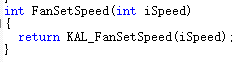 int FanSetSpeed(int iSpeed)
{
  return KAL_FanSetSpeed(iSpeed);
}